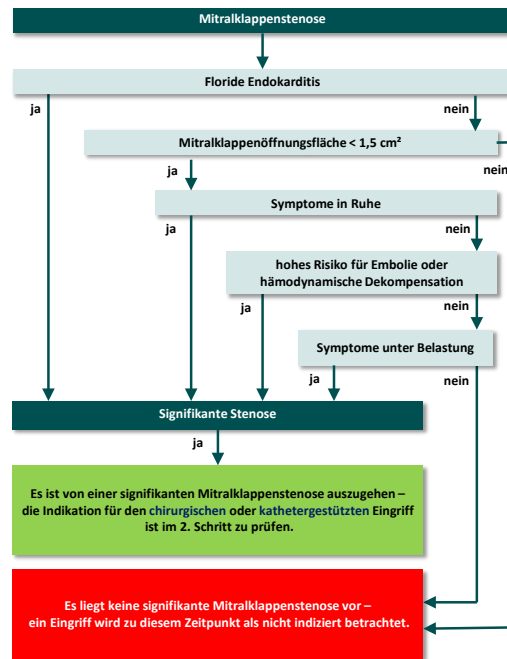 Mitralklappenstenose
Floride Endokarditis
ja
nein
Mitralklappenöffnungsfläche < 1,5 cm²
ja
nein
Symptome in Ruhe
ja
nein
hohes Risiko für Embolie oder
hämodynamische Dekompensation
ja
nein
Symptome unter Belastung
ja
nein
Signifikante Stenose
ja
Es ist von einer signifikanten Mitralklappenstenose auszugehen –
die Indikation für den chirurgischen oder kathetergestützten Eingriff
ist im 2. Schritt zu prüfen.
Es liegt keine signifikante Mitralklappenstenose vor –
ein Eingriff wird zu diesem Zeitpunkt als nicht indiziert betrachtet.